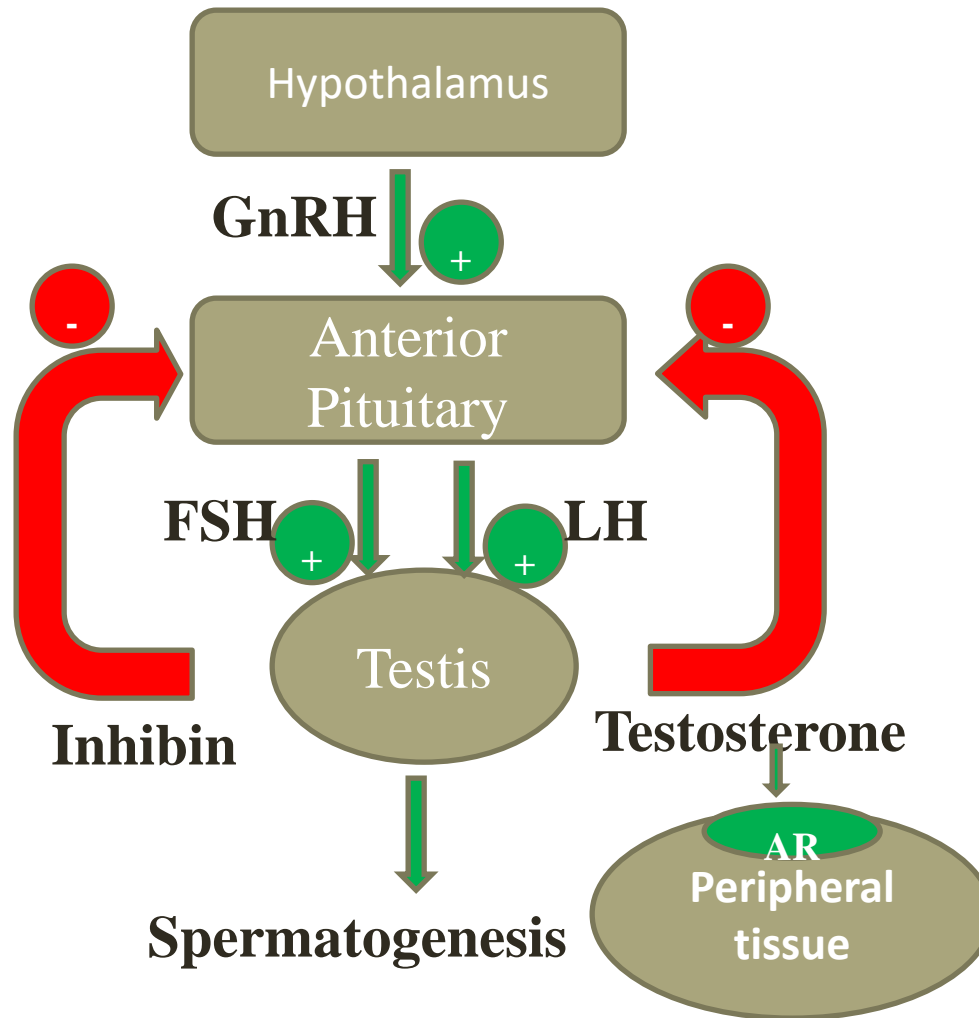 Hypothalamus
GnRH
+
-
-
Anterior
Pituitary
FSH
+
+
LH
Testis
Inhibin
Testosterone
AR
Peripheral
tissue
Spermatogenesis